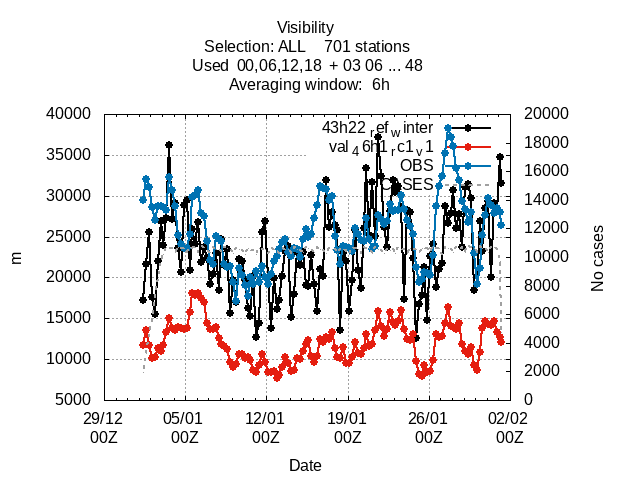 Visibility
Selection: ALL 701 stations
Used 00,06,12,18 + 03 06 ... 48
Averaging window: 6h
40000
35000
30000
25000
20000
15000
10000
5000
m
20000
18000
16000
14000
12000
10000
8000
6000
4000
2000
0
No cases
43h22_ref_winter
val_46h1_rc1_v1
OBS
CASES
29/12 05/01 12/01 19/01 26/01 02/02
00Z 00Z 00Z 00Z 00Z 00Z
Date